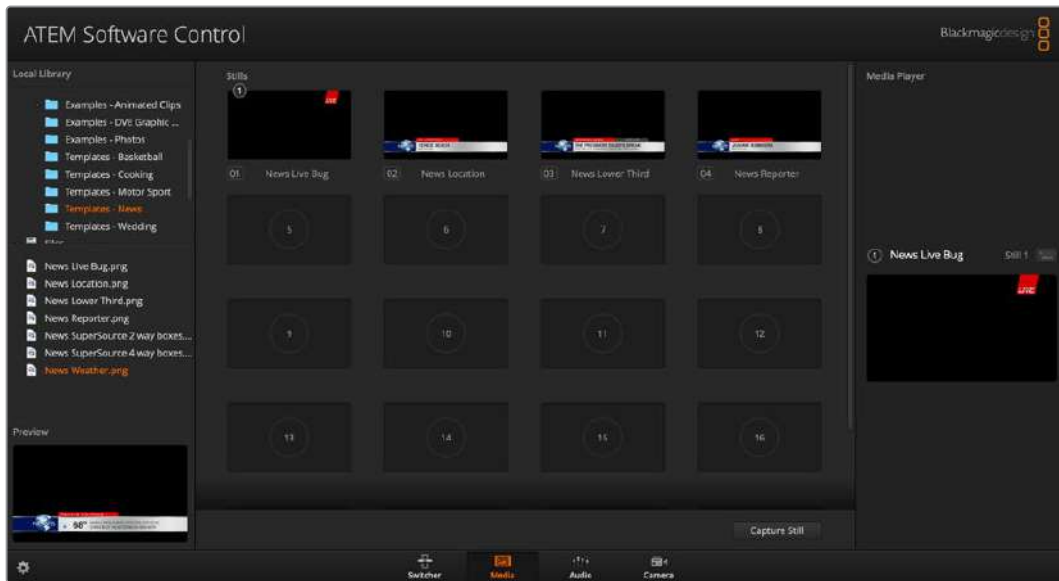 ATEM Software Control
Blackmagicdesign
Local Library
Examples - Animated Clips
Examples - DVE Graphic ...
Examples - Photos
Templates - Basketball
Templates - Cooking
Templates - Motor Sport
Templates - News
Templates - Wedding
News Live Bug.png
News Location.png
News Lower Third.png
News Reporter.png
News SuperSource 2 way boxes....
News SuperSource 4 way boxes....
News Weather.png
Preview
98°
Stills
1
LIVE
01 News Live Bug
02 News Location
03 News Lower Third
04 News Reporter
5
6
7
8
9
10
11
12
13
14
15
16
Capture Still
Media Player
1 News Live Bug Still 1
LIVE
Switcher
Media
Audio
Camera